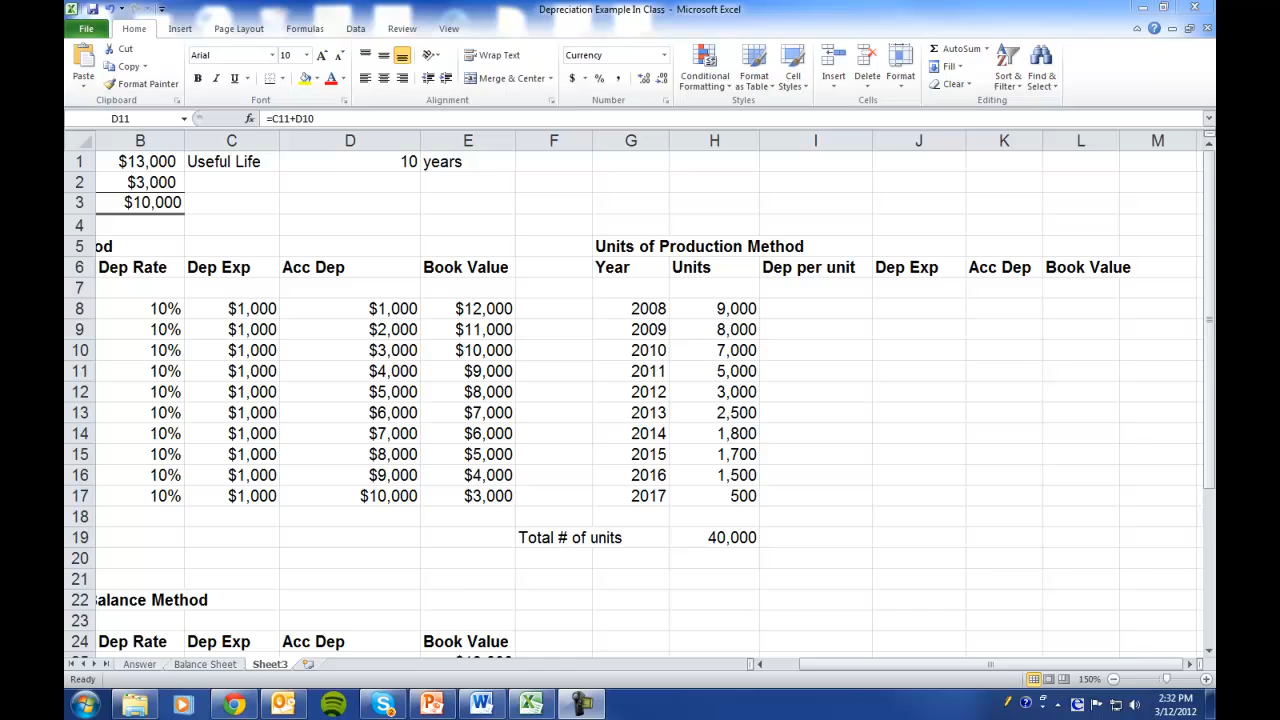 Depreciation Example In Class - Microsoft Excel
File Home Insert Page Layout Formulas Data Review View
Paste Cut Copy Format Painter Clipboard
Arial 10 B I U Font
Wrap Text Merge & Center Alignment
Currency $ % , Number
Conditional Formatting Format as Table Cell Styles Styles
Insert Delete Format Cells
AutoSum Fill Clear Sort & Filter Find & Select Editing
D11 fx =C11+D10
B C D E F G H I J K L M
1 $13,000 Useful Life 10 years
2 $3,000
3 $10,000
4
5 od Units of Production Method
6 Dep Rate Dep Exp Acc Dep Book Value Year Units Dep per unit Dep Exp Acc Dep Book Value
7
8 10% $1,000 $1,000 $12,000 2008 9,000
9 10% $1,000 $2,000 $11,000 2009 8,000
10 10% $1,000 $3,000 $10,000 2010 7,000
11 10% $1,000 $4,000 $9,000 2011 5,000
12 10% $1,000 $5,000 $8,000 2012 3,000
13 10% $1,000 $6,000 $7,000 2013 2,500
14 10% $1,000 $7,000 $6,000 2014 1,800
15 10% $1,000 $8,000 $5,000 2015 1,700
16 10% $1,000 $9,000 $4,000 2016 1,500
17 10% $1,000 $10,000 $3,000 2017 500
18
19 Total # of units 40,000
20
21
22 alance Method
23
24 Dep Rate Dep Exp Acc Dep Book Value
Answer Balance Sheet Sheet3
Ready 150%
2:32 PM
3/12/2012